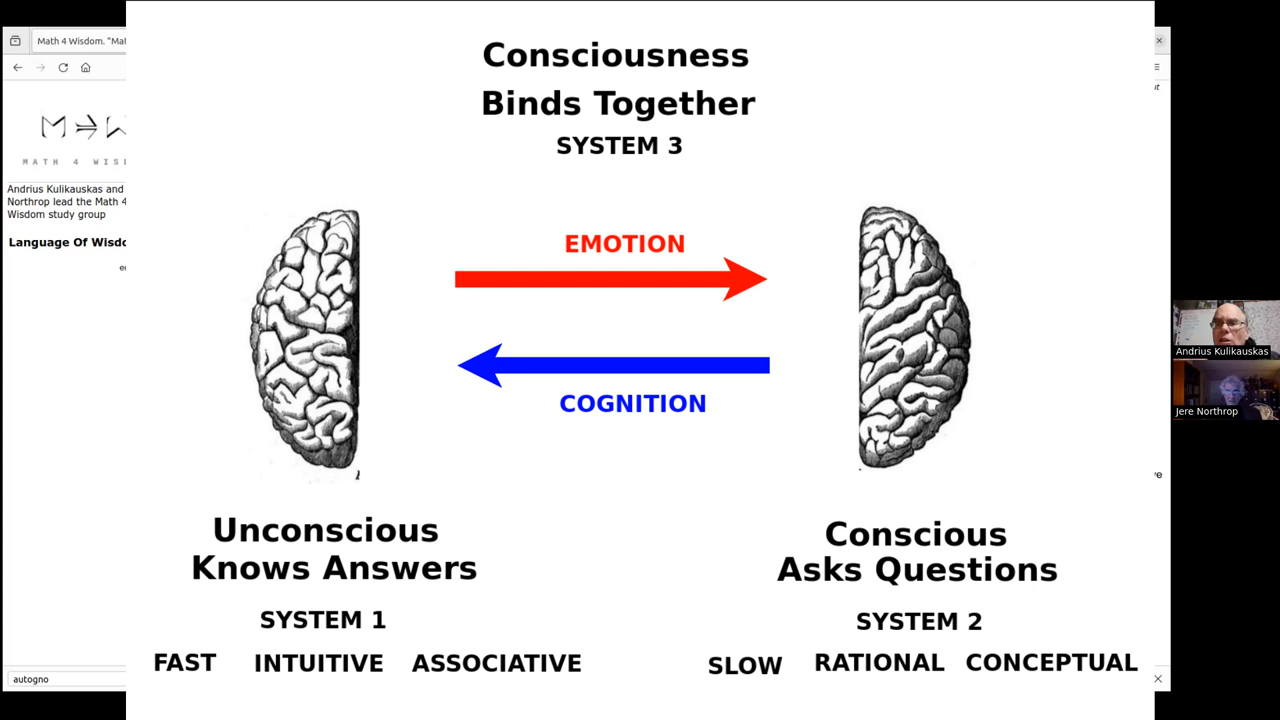 Math 4 Wisdom. "Mat
MATH 4 WIS
Andrius Kulikauskas and
Northrop lead the Math 4
Wisdom study group
Language Of Wisdo
autogno
Consciousness
Binds Together
SYSTEM 3
EMOTION
COGNITION
Unconscious
Knows Answers
SYSTEM 1
FAST INTUITIVE ASSOCIATIVE
Conscious
Asks Questions
SYSTEM 2
SLOW RATIONAL CONCEPTUAL
Andrius Kulikauskas
Jere Northrop